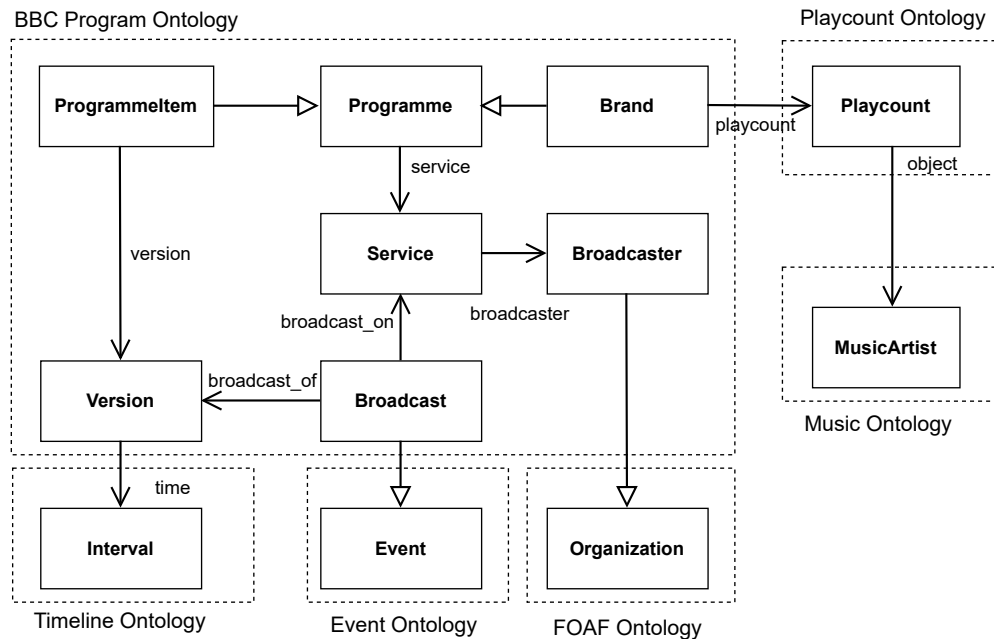 BBC Program Ontology
Playcount Ontology
ProgrammeItem
Programme
Brand
Playcount
playcount
service
object
version
Service
Broadcaster
broadcast_on
broadcaster
MusicArtist
Version
broadcast_of
Broadcast
Music Ontology
time
Interval
Event
Organization
Timeline Ontology
Event Ontology
FOAF Ontology